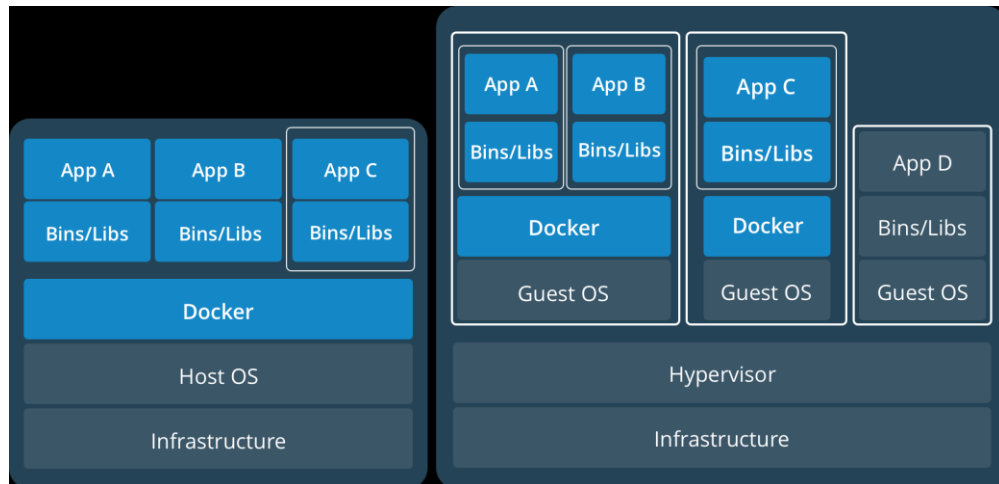 App A
App B
App C
Bins/Libs
Bins/Libs
Bins/Libs
Docker
Host OS
Infrastructure
App A
App B
App C
Bins/Libs
Bins/Libs
Bins/Libs
App D
Docker
Docker
Bins/Libs
Guest OS
Guest OS
Guest OS
Hypervisor
Infrastructure